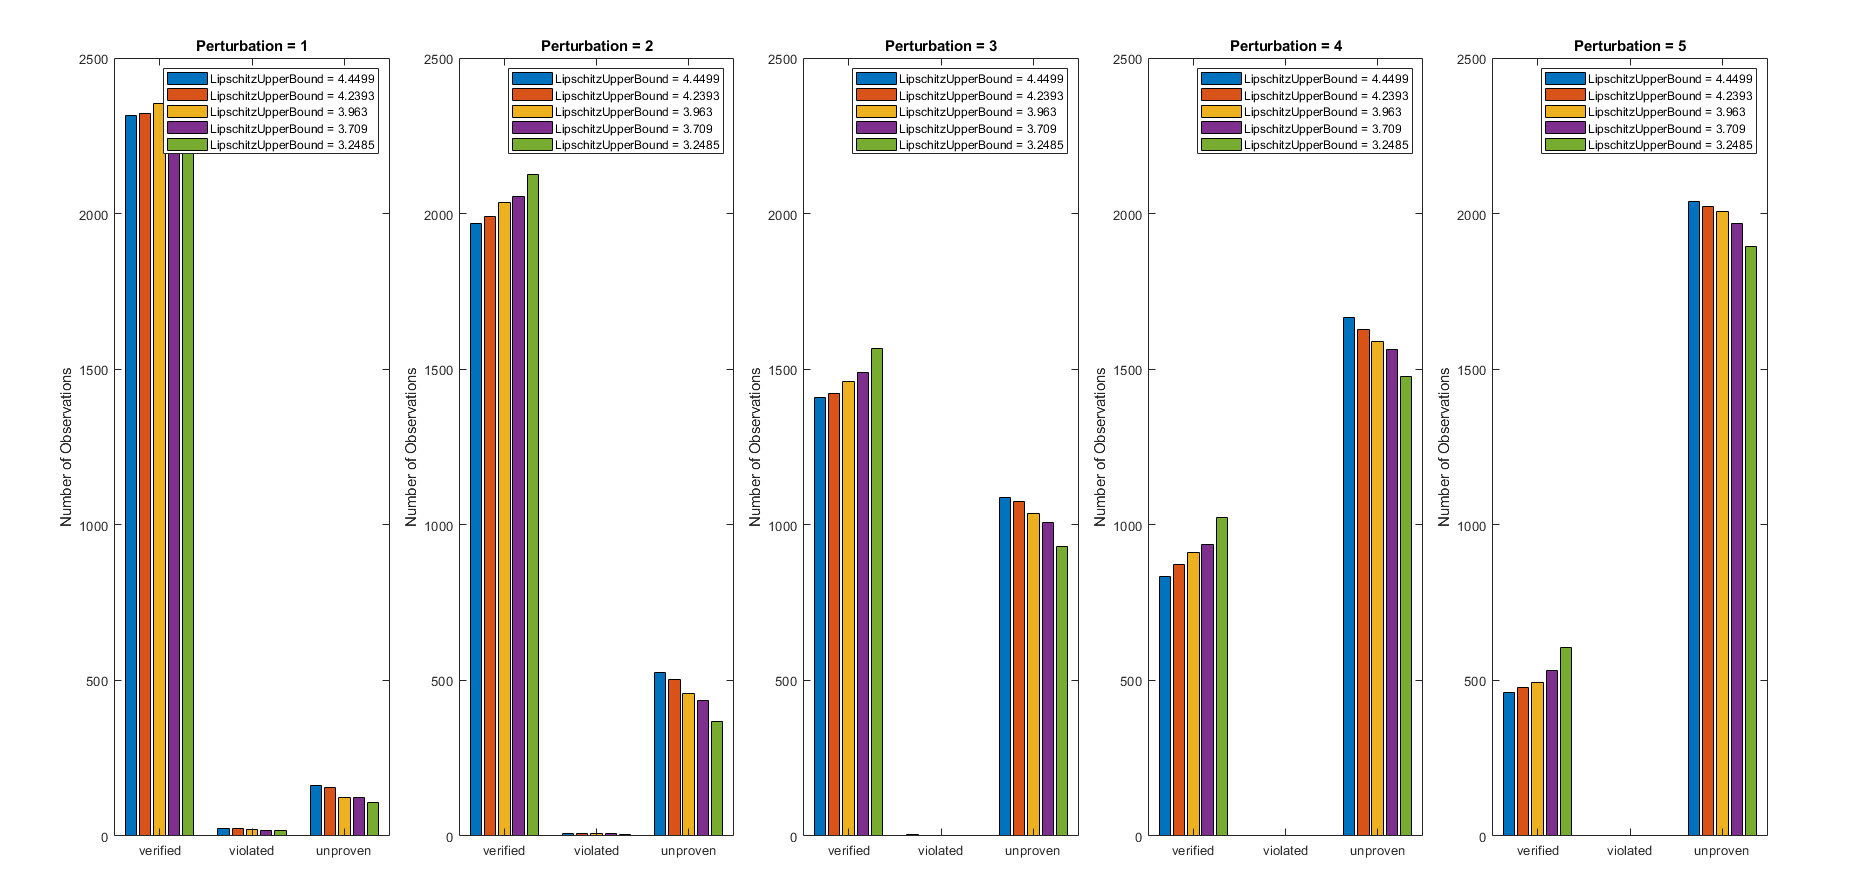 Perturbation = 1
2500
2000
1500
1000
500
0
Number of Observations
LipschitzUpperBound = 4.4499
LipschitzUpperBound = 4.2393
LipschitzUpperBound = 3.963
LipschitzUpperBound = 3.709
LipschitzUpperBound = 3.2485
verified
violated
unproven
Perturbation = 2
2500
2000
1500
1000
500
0
Number of Observations
LipschitzUpperBound = 4.4499
LipschitzUpperBound = 4.2393
LipschitzUpperBound = 3.963
LipschitzUpperBound = 3.709
LipschitzUpperBound = 3.2485
verified
violated
unproven
Perturbation = 3
2500
2000
1500
1000
500
0
Number of Observations
LipschitzUpperBound = 4.4499
LipschitzUpperBound = 4.2393
LipschitzUpperBound = 3.963
LipschitzUpperBound = 3.709
LipschitzUpperBound = 3.2485
verified
violated
unproven
Perturbation = 4
2500
2000
1500
1000
500
0
Number of Observations
LipschitzUpperBound = 4.4499
LipschitzUpperBound = 4.2393
LipschitzUpperBound = 3.963
LipschitzUpperBound = 3.709
LipschitzUpperBound = 3.2485
verified
violated
unproven
Perturbation = 5
2500
2000
1500
1000
500
0
Number of Observations
LipschitzUpperBound = 4.4499
LipschitzUpperBound = 4.2393
LipschitzUpperBound = 3.963
LipschitzUpperBound = 3.709
LipschitzUpperBound = 3.2485
verified
violated
unproven